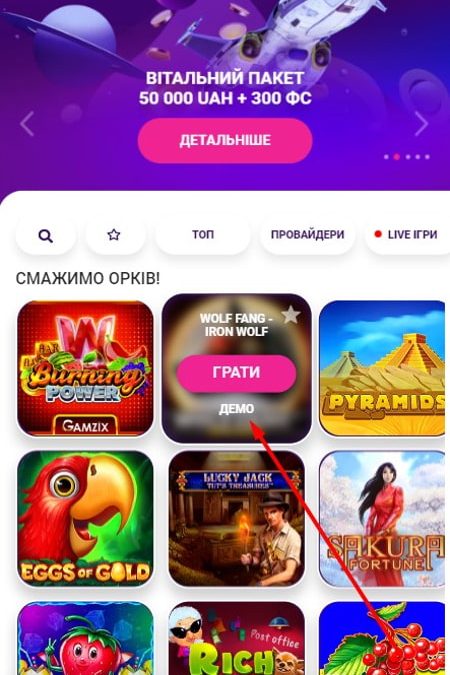 ВІТАЛЬНИЙ ПАКЕТ
50 000 UAH + 300 ФС
ДЕТАЛЬНІШЕ
ТОП
ПРОВАЙДЕРИ
LIVE ІГРИ
СМАЖИМО ОРКІВ!
Burning
POWER
GAMZIX
WOLF FANG -
IRON WOLF
ГРАТИ
ДЕМО
PYRAMIDS
EGGS OF GOLD
LUCKY JACK
TUT'S TREASURES
SAKURA
FORTUNE
Post office
RICH